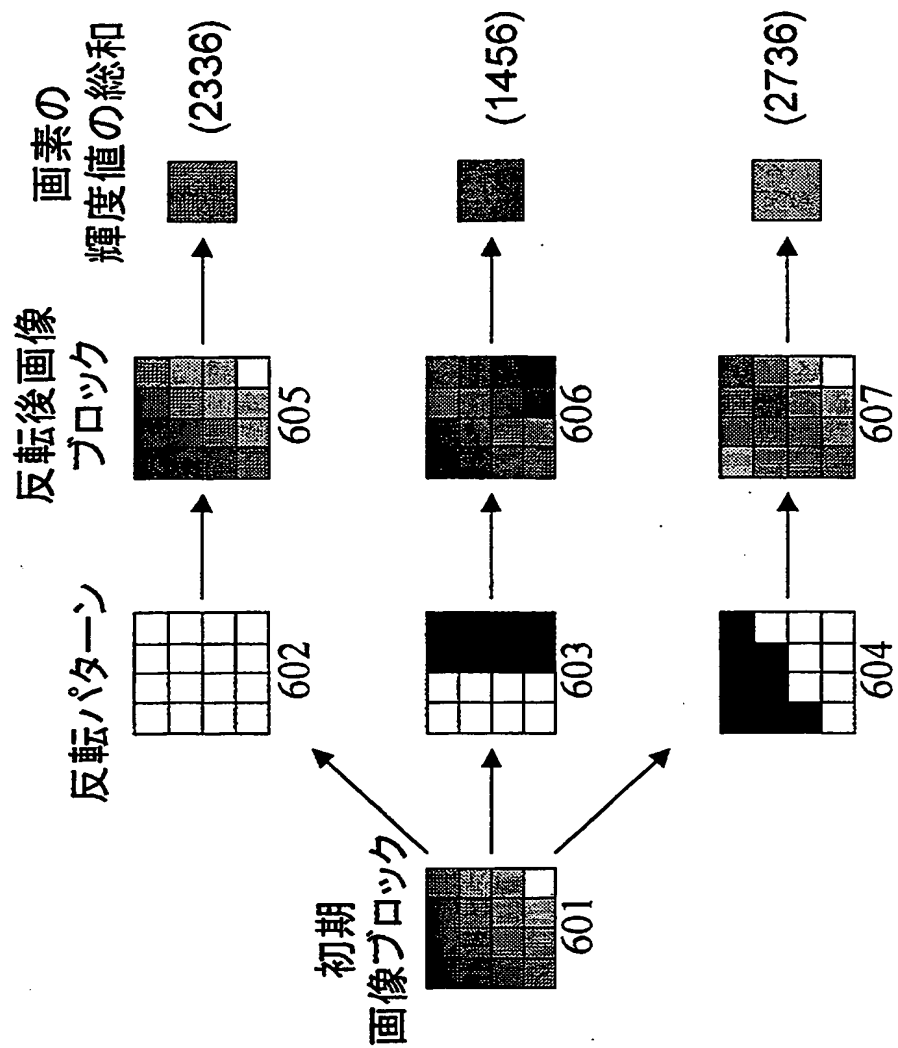 初期
画像ブロック
601
反転パターン
602
603
604
反転後画像
ブロック
605
606
607
画素の
輝度値の総和
(2336)
(1456)
(2736)